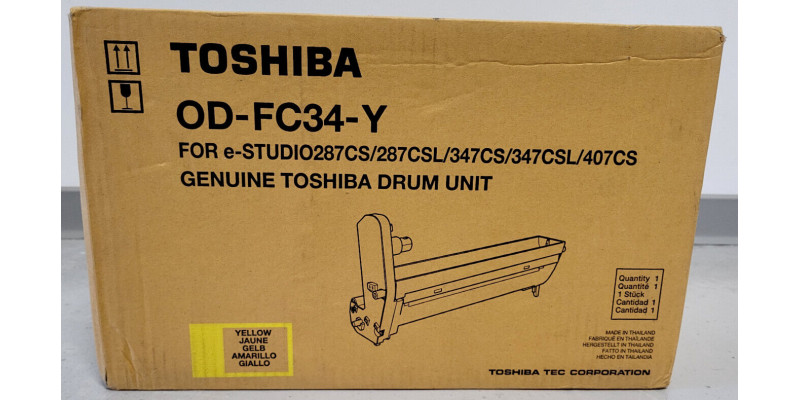 TOSHIBA
OD-FC34-Y
FOR e-STUDIO287CS/287CSL/347CS/347CSL/407CS
GENUINE TOSHIBA DRUM UNIT
Quantity 1
Quantité 1
1 Stück
Cantidad 1
Cantidad 1
YELLOW
JAUNE
GELB
AMARILLO
GIALLO
MADE IN THAILAND
FABRIQUÉ EN THAÏLANDE
HERGESTELLT IN THAILAND
FATTO IN THAILAND
HECHO EN TAILANDIA
TOSHIBA TEC CORPORATION